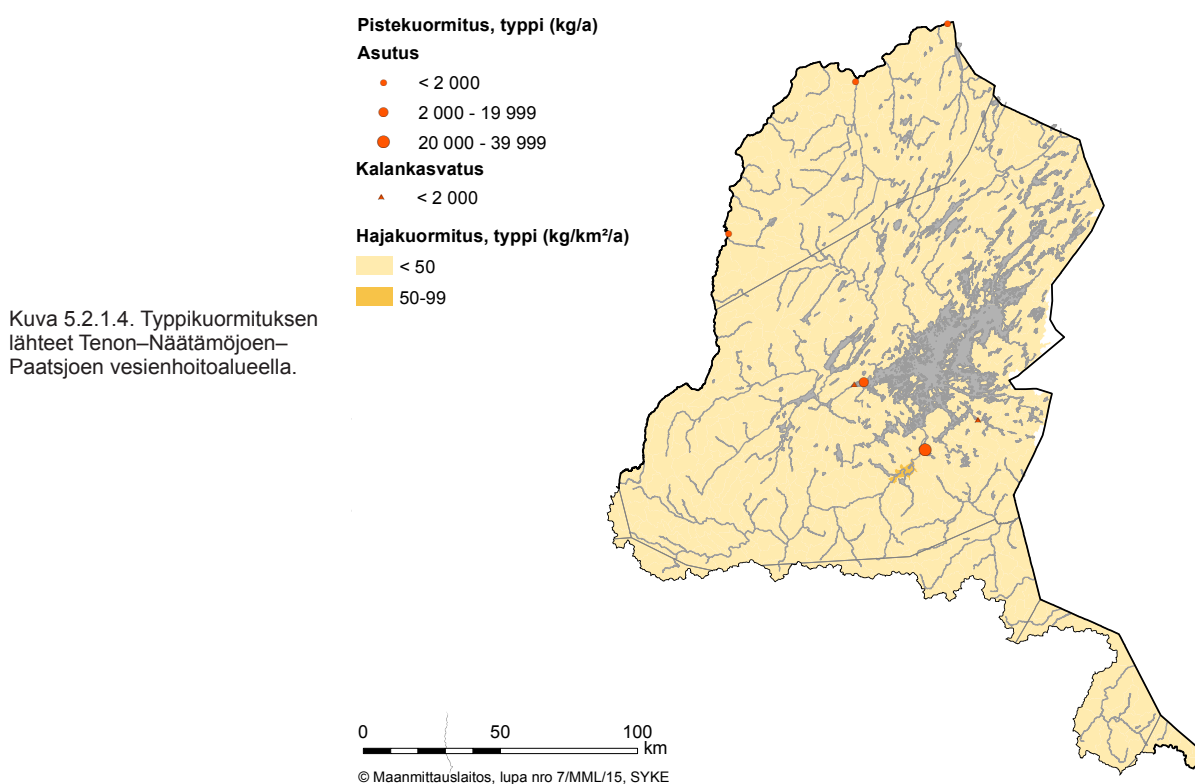 Pistekuormitus, typpi (kg/a)
Asutus
< 2 000
2 000 - 19 999
20 000 - 39 999
Kalankasvatus
< 2 000
Hajakuormitus, typpi (kg/km²/a)
< 50
50-99
Kuva 5.2.1.4. Typpikuormituksen
lähteet Tenon–Näätämöjoen–
Paatsjoen vesienhoitoalueella.
0 50 100
km
© Maanmittauslaitos, lupa nro 7/MML/15, SYKE